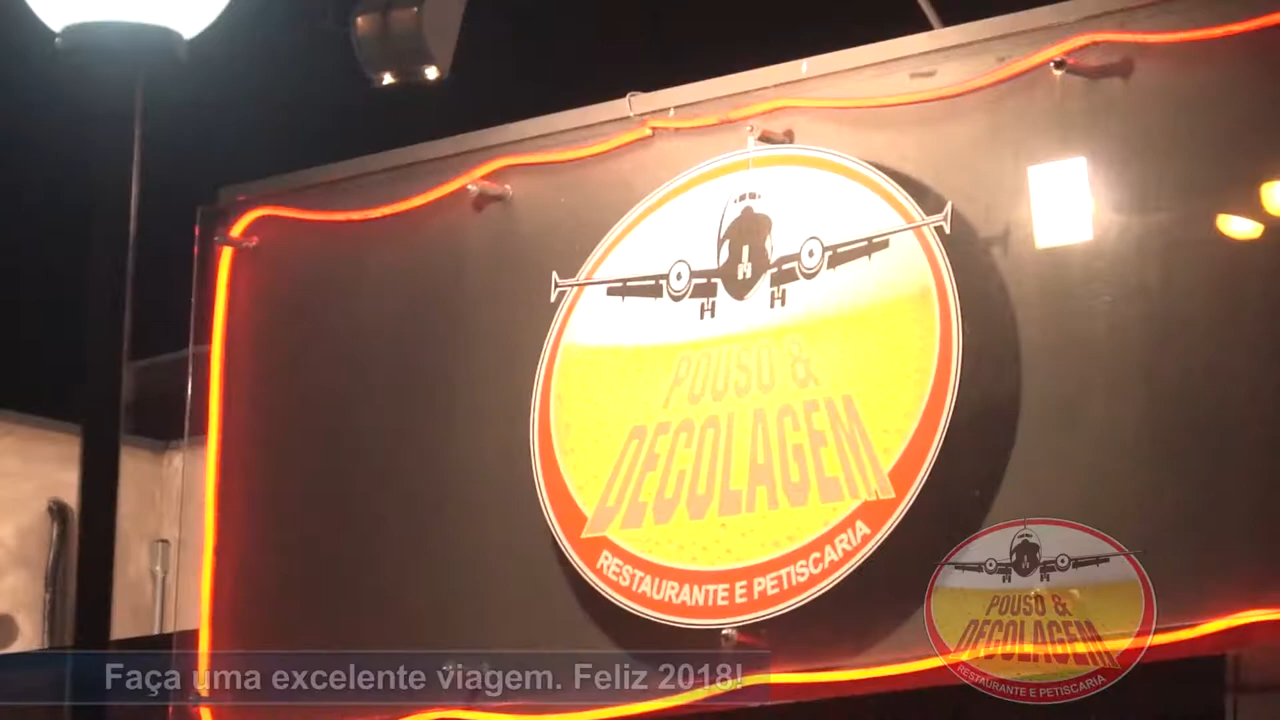 POUSO &
DECOLAGEM
RESTAURANTE E PETISCARIA
Faça uma excelente viagem. Feliz 2018!
POUSO &
DECOLAGEM
RESTAURANTE E PETISCARIA